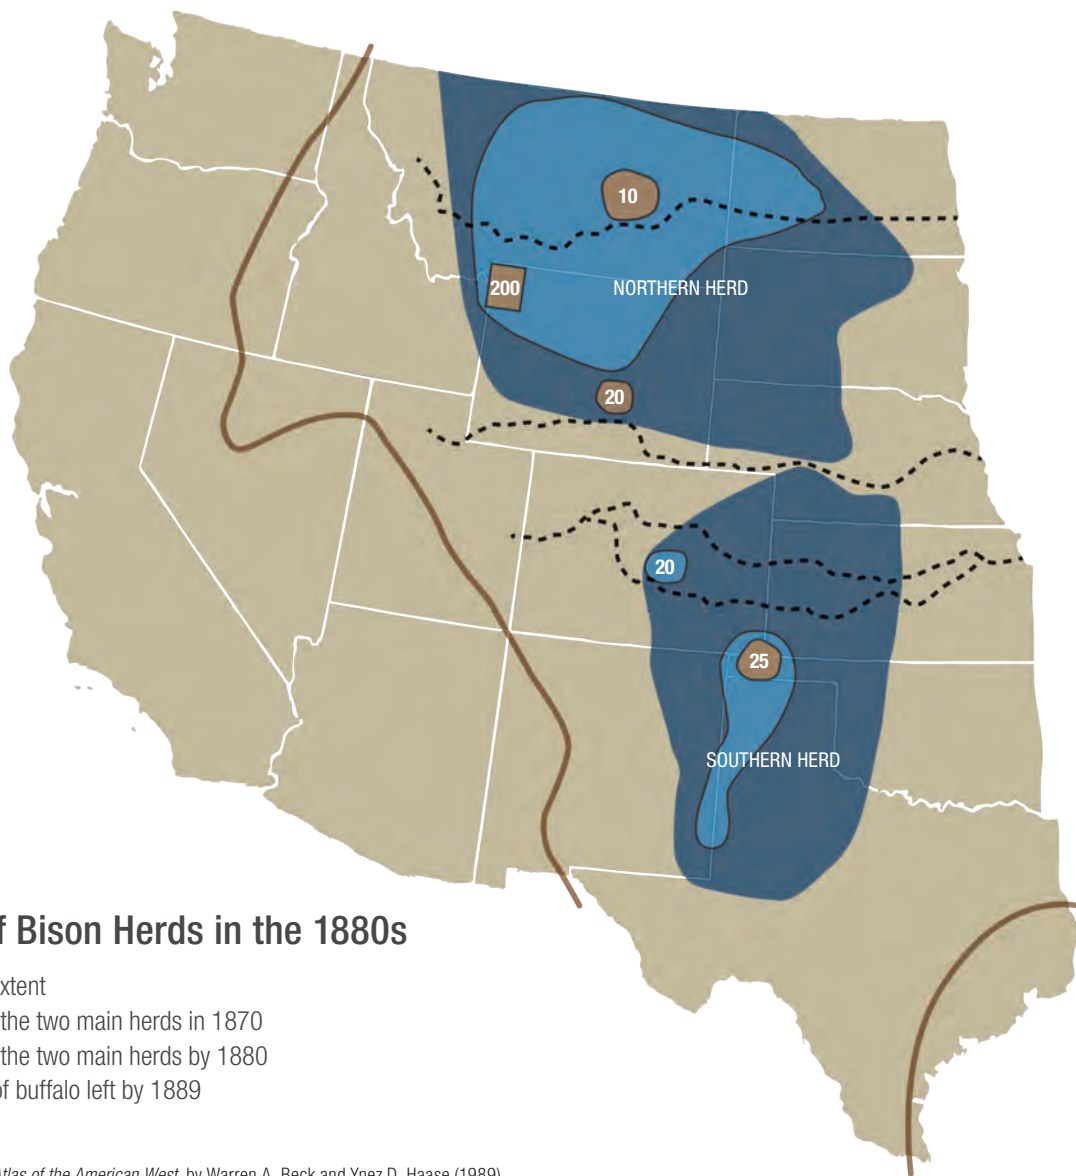 10
200
NORTHERN HERD
20
20
25
SOUTHERN HERD
f Bison Herds in the 1880s
xtent
the two main herds in 1870
the two main herds by 1880
of buffalo left by 1889
Atlas of the American West, by Warren A. Beck and Ynez D. Haase (1989)